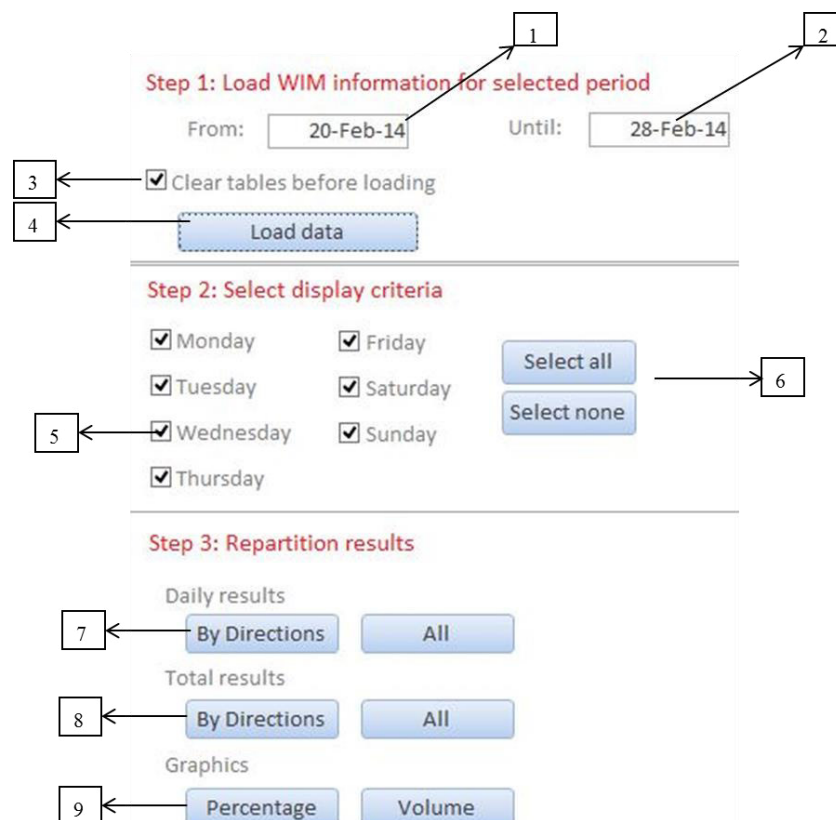 1
2
Step 1: Load WIM information for selected period
From: 20-Feb-14 Until: 28-Feb-14
3
Clear tables before loading
4
Load data
Step 2: Select display criteria
Monday Friday
Select all
6
Tuesday Saturday
Select none
5
Wednesday Sunday
Thursday
Step 3: Repartition results
Daily results
7
By Directions All
Total results
8
By Directions All
Graphics
9
Percentage Volume